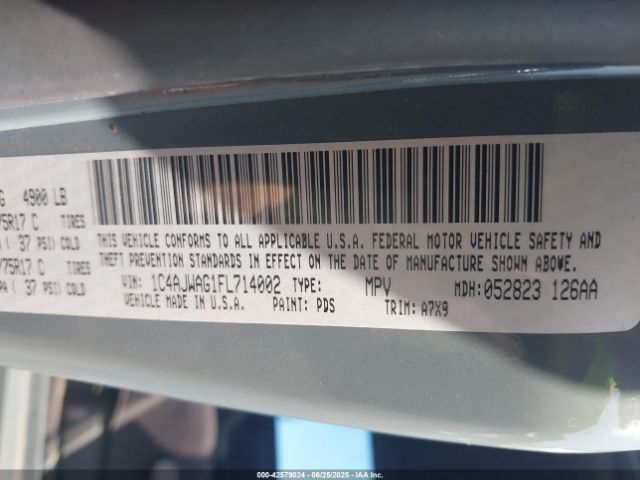 G 4900 LB
75R17 C TIRES
A ( 37 PSI) COLD
/75R17 C TIRES
PA ( 37 PSI) COLD
THIS VEHICLE CONFORMS TO ALL APPLICABLE U.S.A. FEDERAL MOTOR VEHICLE SAFETY AND
THEFT PREVENTION STANDARDS IN EFFECT ON THE DATE OF MANUFACTURE SHOWN ABOVE.
VIN: 1C4AJWAG1FL714002 TYPE: MPV MDH: 052823 126AA
VEHICLE MADE IN U.S.A. PAINT: PDS TRIM: A7X9
000-42579024 | 06/25/2025 - IAA Inc.